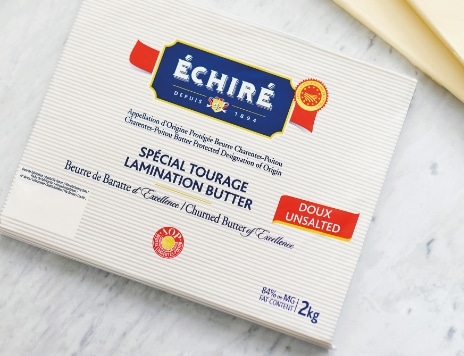 ÉCHIRÉ
DEPUIS 1894
Appellation d'Origine Protégée Beurre Charentes-Poitou
Charentes-Poitou Butter Protected Designation of Origin
SPÉCIAL TOURAGE
LAMINATION BUTTER
Beurre de Baratte d'Excellence / Churned Butter of Excellence
DOUX
UNSALTED
AOP
84% DE MG
FAT CONTENT
2kg